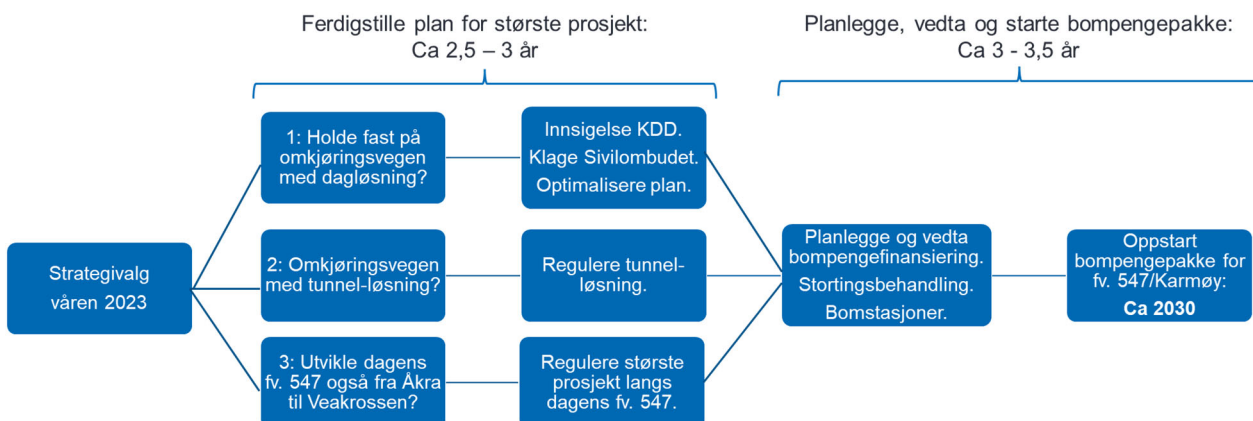 Ferdigstille plan for største prosjekt:
Ca 2,5 – 3 år
Planlegge, vedta og starte bompengepakke:
Ca 3 - 3,5 år
Strategivalg
våren 2023
1: Holde fast på
omkjøringsvegen
med dagløsning?
Innsigelse KDD.
Klage Sivilombudet.
Optimalisere plan.
2: Omkjøringsvegen
med tunnel-løsning?
Regulere tunnel-
løsning.
3: Utvikle dagens
fv. 547 også fra Åkra
til Veakrossen?
Regulere største
prosjekt langs
dagens fv. 547.
Planlegge og vedta
bompengefinansiering.
Stortingsbehandling.
Bomstasjoner.
Oppstart
bompengepakke for
fv. 547/Karmøy:
Ca 2030